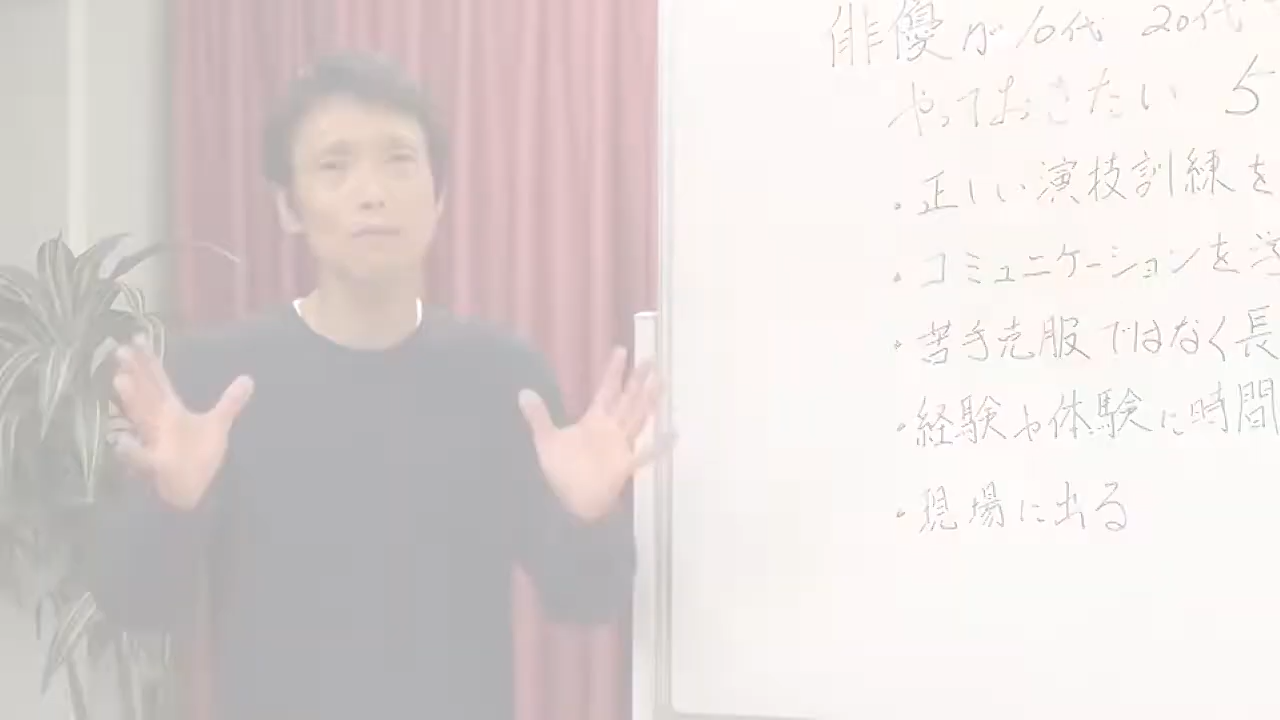 俳優が10代 20代
やっておきたい 5
・正しい演技訓練を
・コミュニケーションを学
・苦手克服ではなく長
・経験や体験に時間
・現場に出る